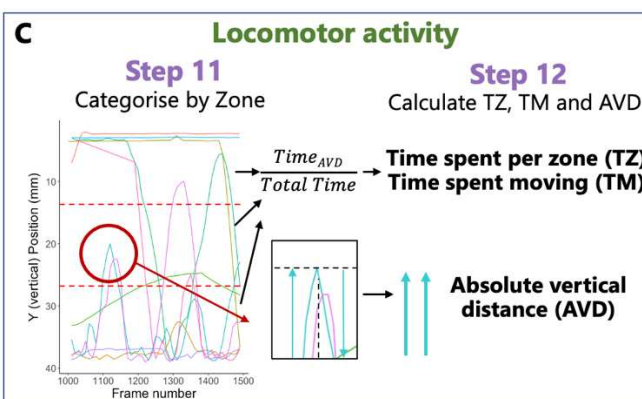 C
Locomotor activity
Step 11
Categorise by Zone
Step 12
Calculate TZ, TM and AVD
Y (vertical) Position (mm)
10
20
30
40
1000 1100 1200 1300 1400 1500
Frame number
Time_AVD
Total Time
Time spent per zone (TZ)
Time spent moving (TM)
Absolute vertical
distance (AVD)